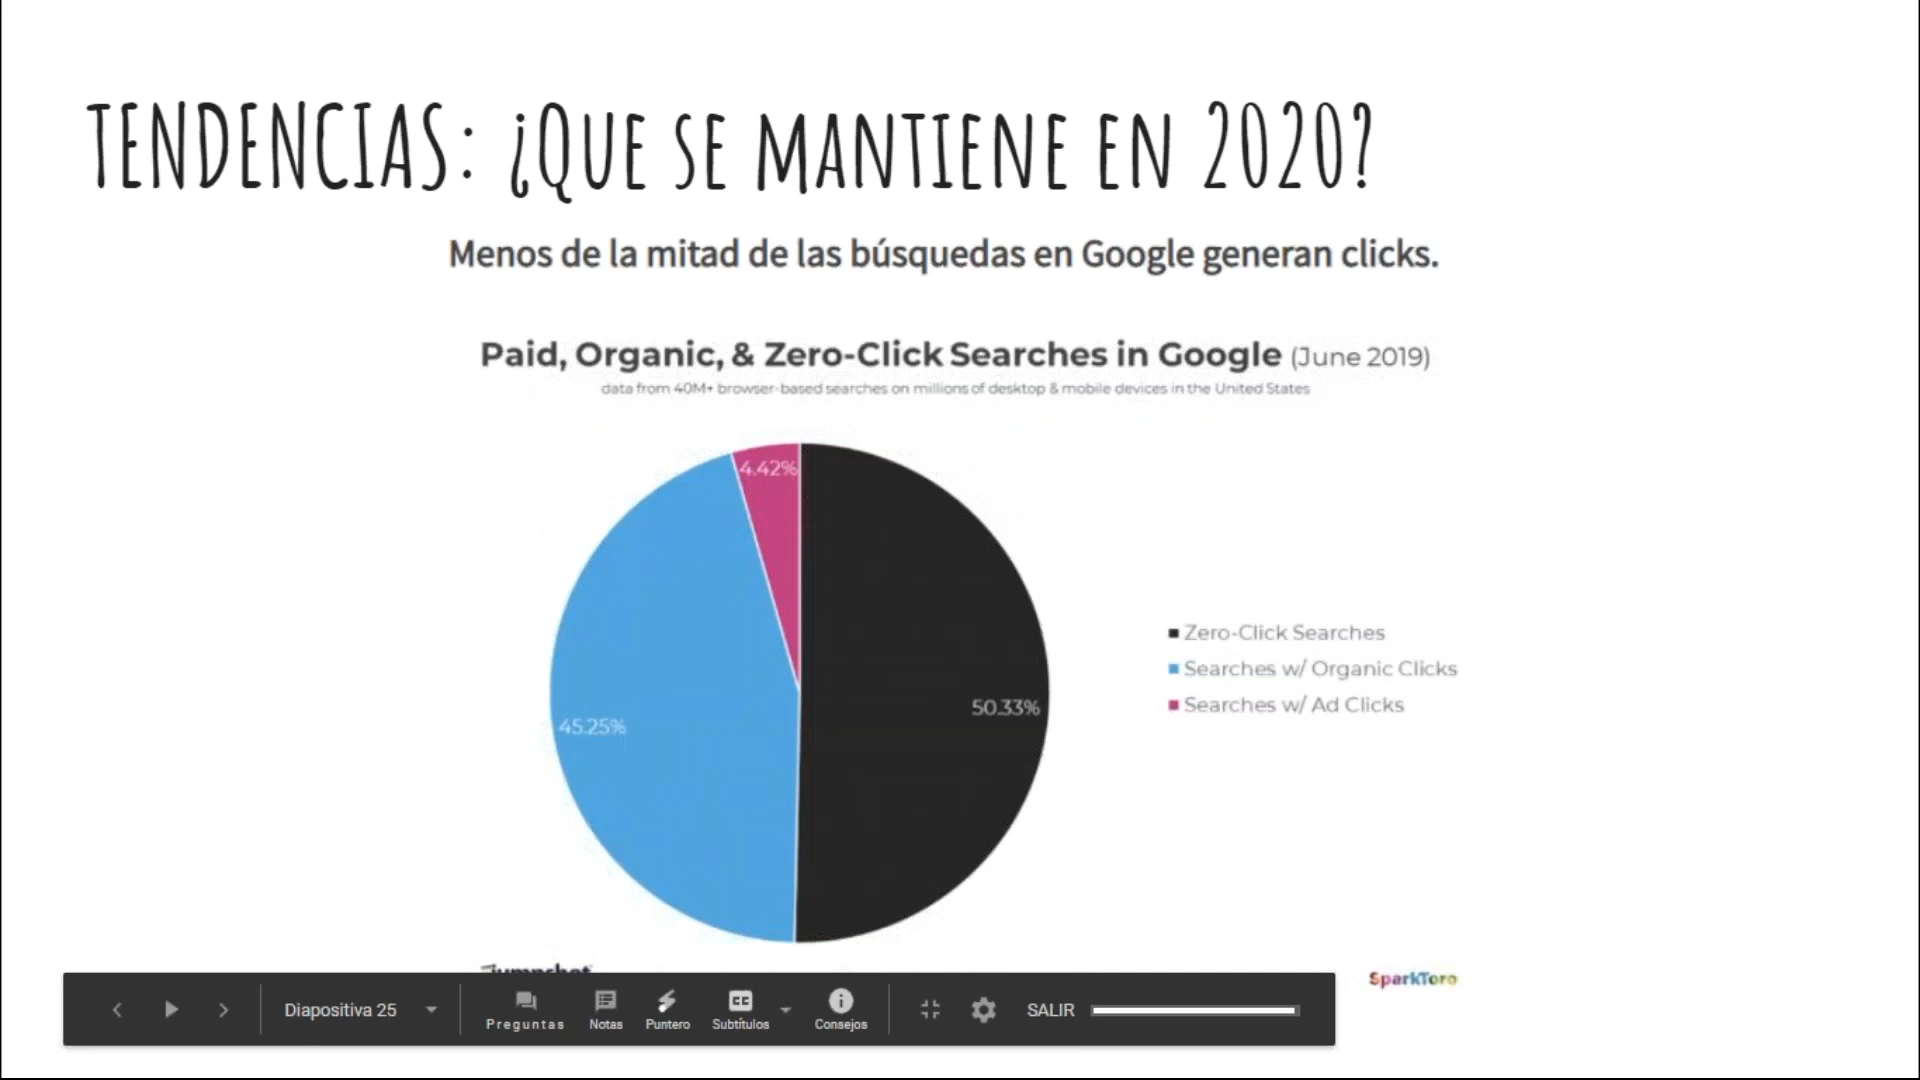 TENDENCIAS: ¿QUE SE MANTIENE EN 2020?
Menos de la mitad de las búsquedas en Google generan clicks.
Paid, Organic, & Zero-Click Searches in Google (June 2019)
data from 40M+ browser-based searches on millions of desktop & mobile devices in the United States
4.42%
50.33%
45.25%
Zero-Click Searches
Searches w/ Organic Clicks
Searches w/ Ad Clicks
SparkToro
Diapositiva 25
Preguntas
Notas
Puntero
CC
Subtítulos
Consejos
SALIR